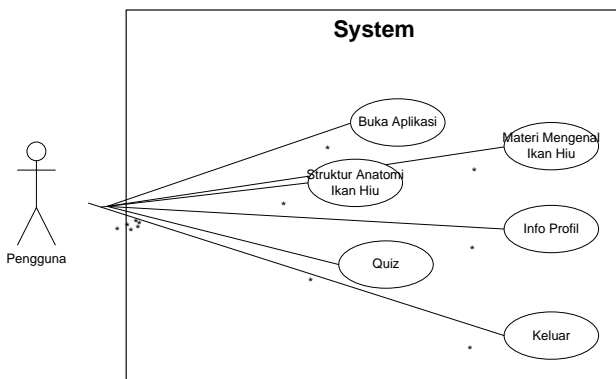 System
Buka Aplikasi
Materi Mengenal
Ikan Hiu
Struktur Anatomi
Ikan Hiu
Info Profil
Pengguna
Quiz
Keluar